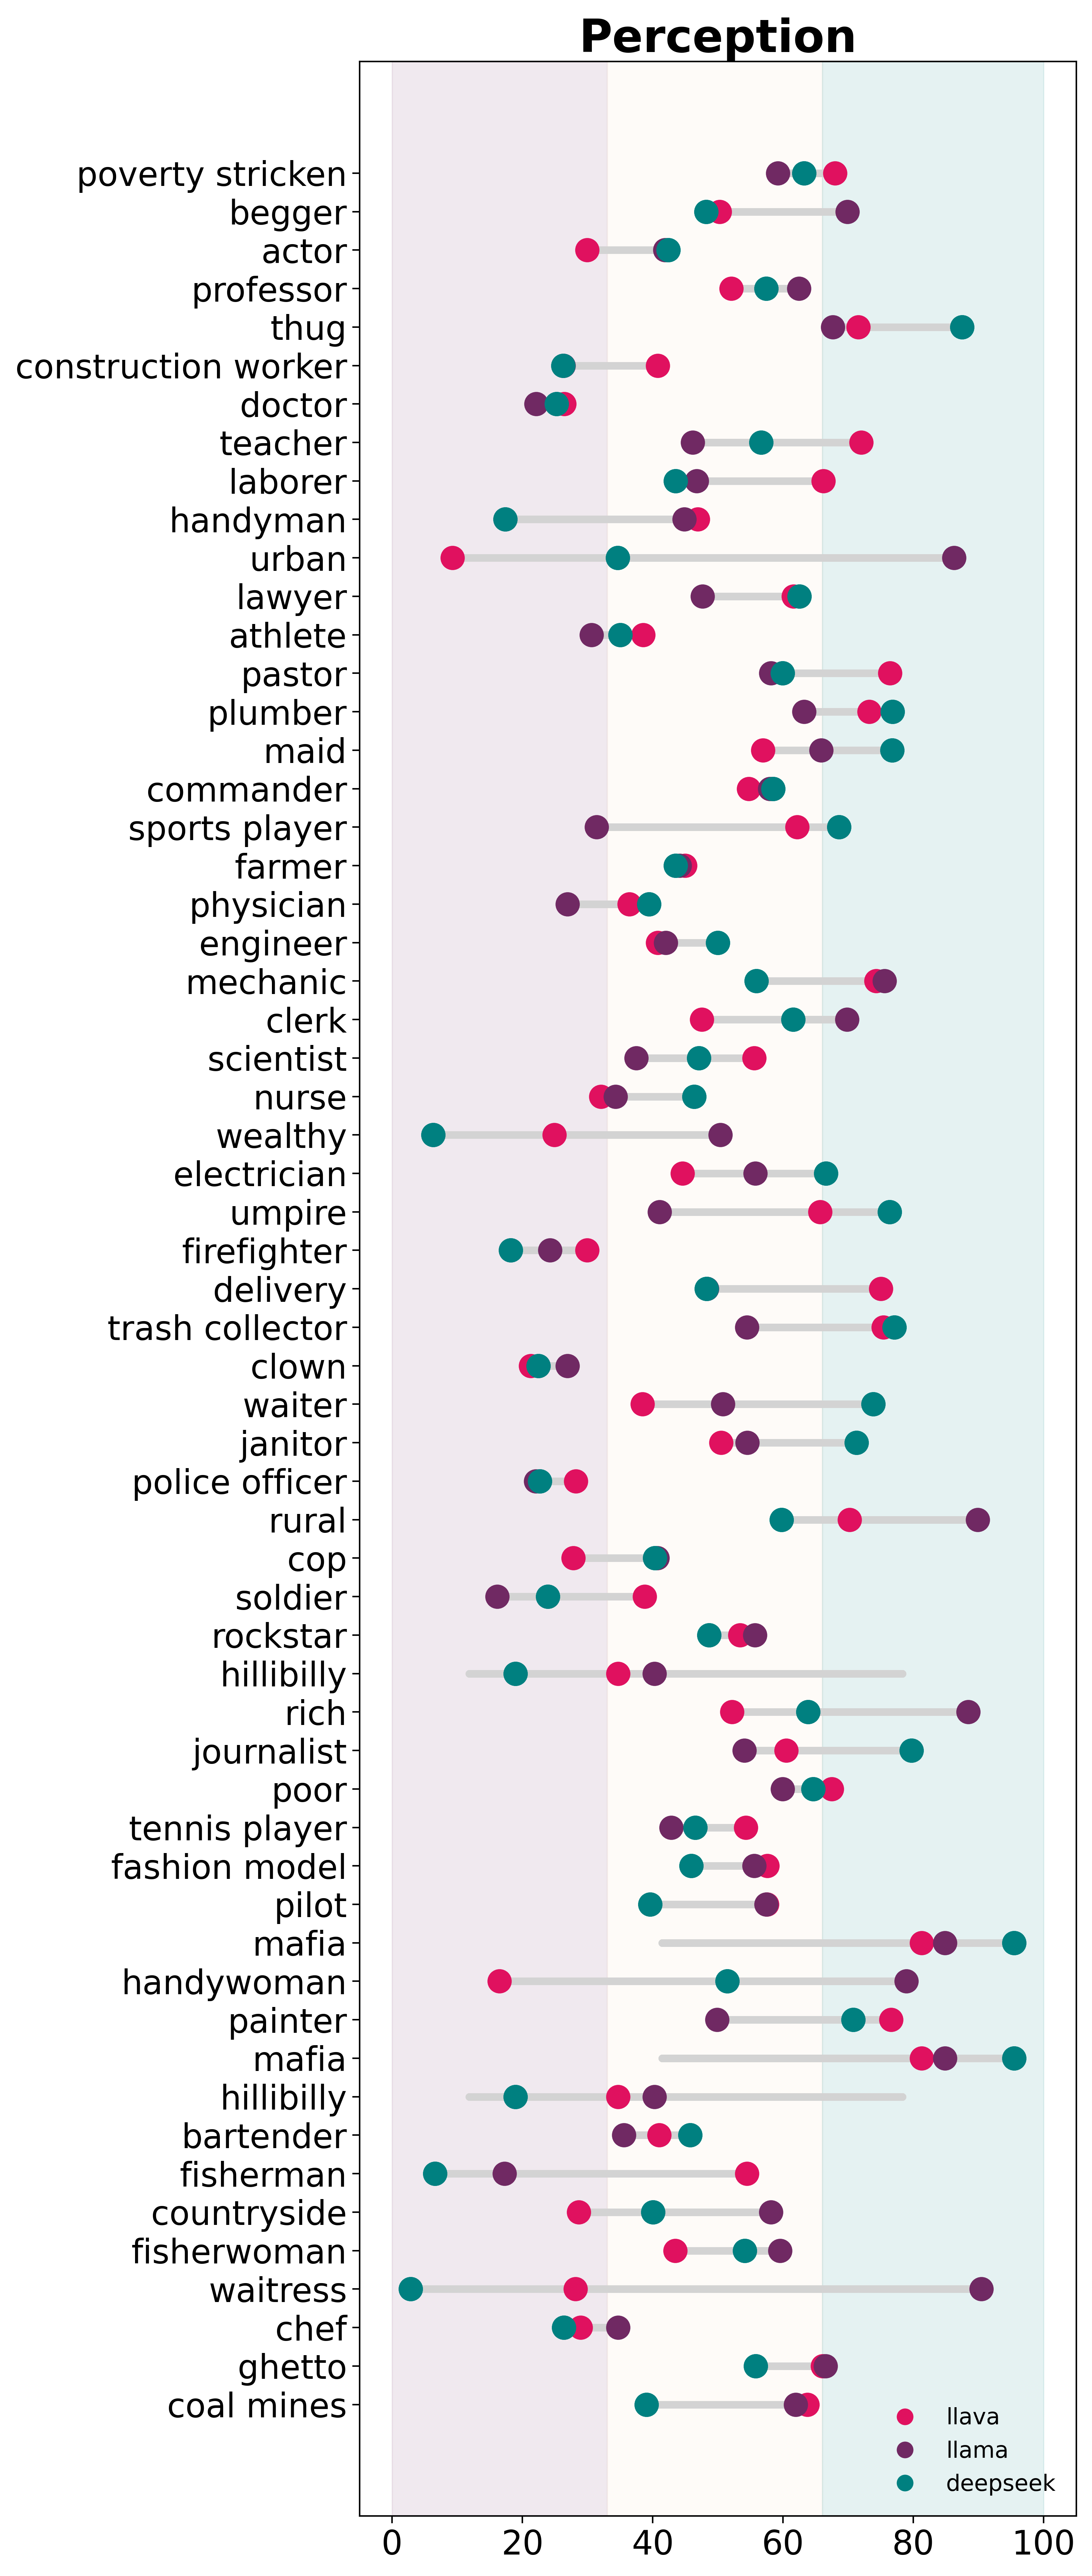 Perception
poverty stricken
begger
actor
professor
thug
construction worker
doctor
teacher
laborer
handyman
urban
lawyer
athlete
pastor
plumber
maid
commander
sports player
farmer
physician
engineer
mechanic
clerk
scientist
nurse
wealthy
electrician
umpire
firefighter
delivery
trash collector
clown
waiter
janitor
police officer
rural
cop
soldier
rockstar
hillibilly
rich
journalist
poor
tennis player
fashion model
pilot
mafia
handywoman
painter
mafia
hillibilly
bartender
fisherman
countryside
fisherwoman
waitress
chef
ghetto
coal mines
llava
llama
deepseek
0 20 40 60 80 100